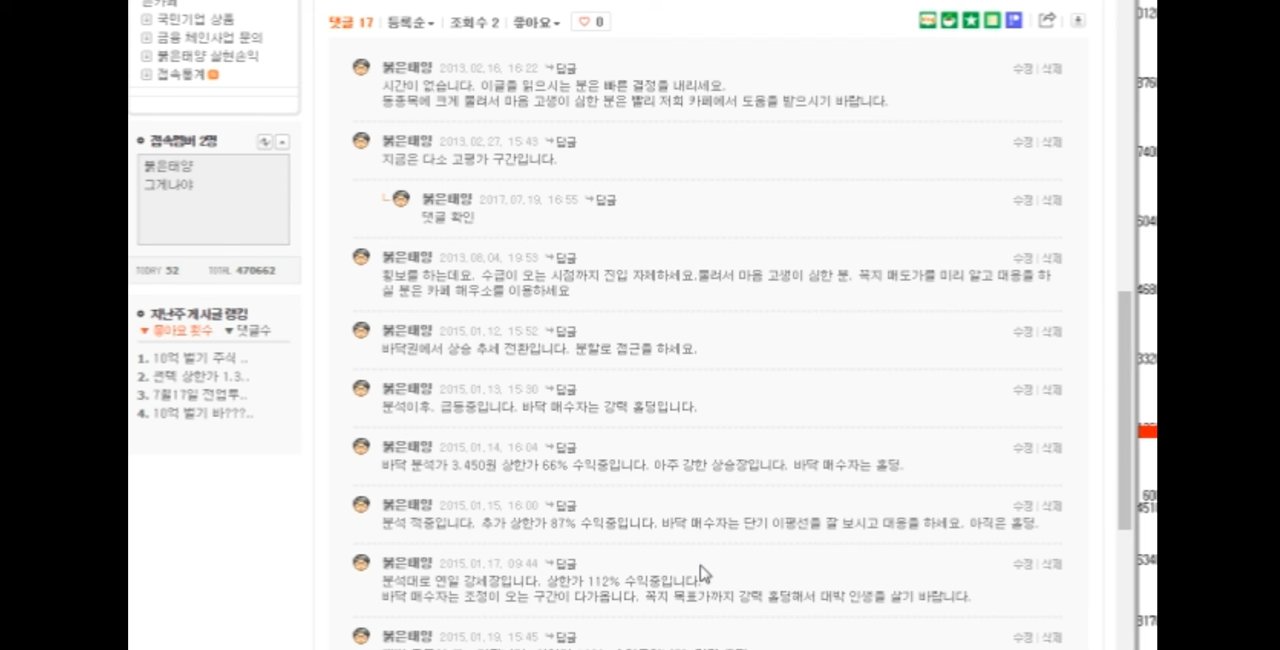 국민기업 상품
금융 체인사업 문의
붉은태양 실현손익
접속통계
접속멤버 2명
붉은태양
그게나야
TODAY 52 TOTAL 470662
지난주 게시글 랭킹
▼ 좋아요 횟수 ▼ 댓글수
1. 10억 벌기 주식 ..
2. 상한가 1.3..
3. 7월17일 전업투..
4. 10억 벌기 바???..
댓글 17 등록순 조회수 2 좋아요 0
붉은태양 2013.02.16. 16:22 답글 수정 | 삭제
시간이 없습니다. 이글을 읽으시는 분은 빠른 결정을 내리세요.
동종목에 크게 물려서 마음 고생이 심한 분은 빨리 저희 카페에서 도움을 받으시기 바랍니다.
붉은태양 2013.02.27. 15:43 답글 수정 | 삭제
지금은 다소 고평가 구간입니다.
붉은태양 2017.07.19. 16:55 답글 수정 | 삭제
댓글 확인
붉은태양 2013.08.04. 19:53 답글 수정 | 삭제
횡보를 하는데요. 수급이 오는 시점까지 진입 자제하세요.물려서 마음 고생이 심한 분. 꼭지 매도가를 미리 알고 대응을 하
실 분은 카페 해우소를 이용하세요
붉은태양 2015.01.12. 15:52 답글 수정 | 삭제
바닥권에서 상승 추세 전환입니다. 분할로 접근을 하세요.
붉은태양 2015.01.13. 15:30 답글 수정 | 삭제
분석이후. 급등중입니다. 바닥 매수자는 강력 홀딩입니다.
붉은태양 2015.01.14. 16:04 답글 수정 | 삭제
바닥 분석가 3.450원 상한가 66% 수익중입니다. 아주 강한 상승장입니다. 바닥 매수자는 홀딩.
붉은태양 2015.01.15. 16:00 답글 수정 | 삭제
분석 적중입니다. 추가 상한가 87% 수익중입니다. 바닥 매수자는 단기 이평선을 잘 보시고 대응을 하세요. 아직은 홀딩.
붉은태양 2015.01.17. 09:44 답글 수정 | 삭제
분석대로 연일 강세장입니다. 상한가 112% 수익중입니다.
바닥 매수자는 조정이 오는 구간이 다가옵니다. 꼭지 목표가까지 강력 홀딩해서 대박 인생을 살기 바랍니다.
붉은태양 2015.01.19. 15:45 답글 수정 | 삭제